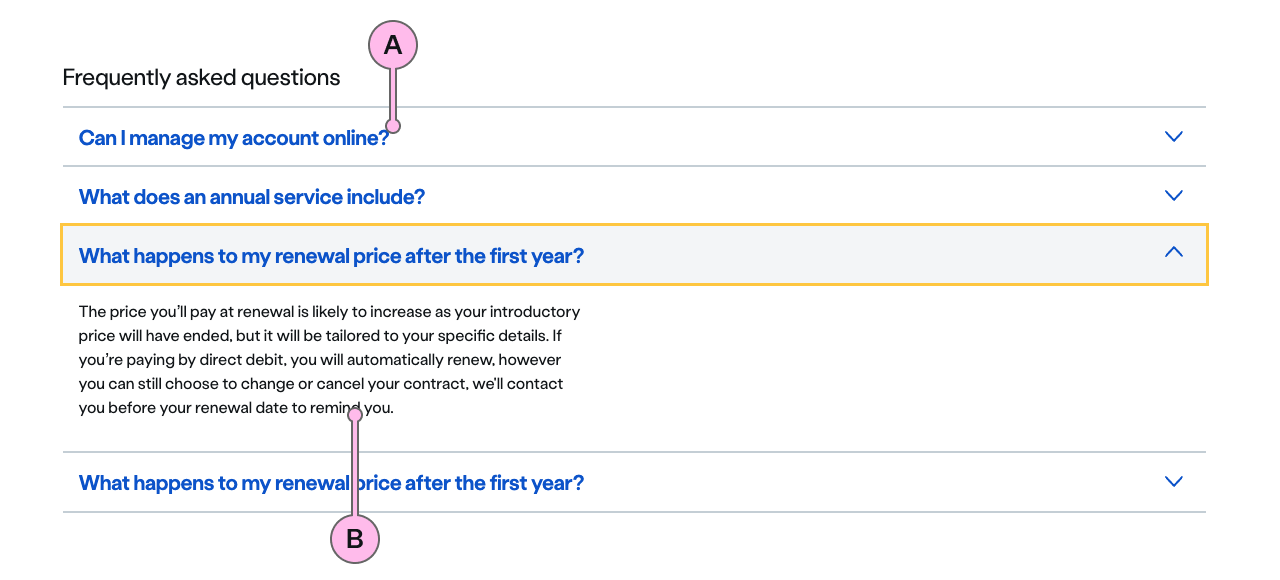 A
Frequently asked questions
Can I manage my account online?
What does an annual service include?
What happens to my renewal price after the first year?
The price you’ll pay at renewal is likely to increase as your introductory
price will have ended, but it will be tailored to your specific details. If
you’re paying by direct debit, you will automatically renew, however
you can still choose to change or cancel your contract, we'll contact
you before your renewal date to remind you.
What happens to my renewal price after the first year?
B